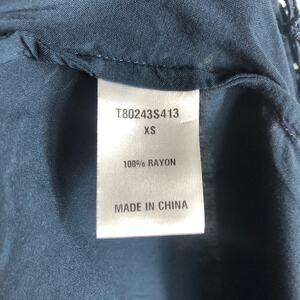 T80243S413
XS
100% RAYON
MADE IN CHINA